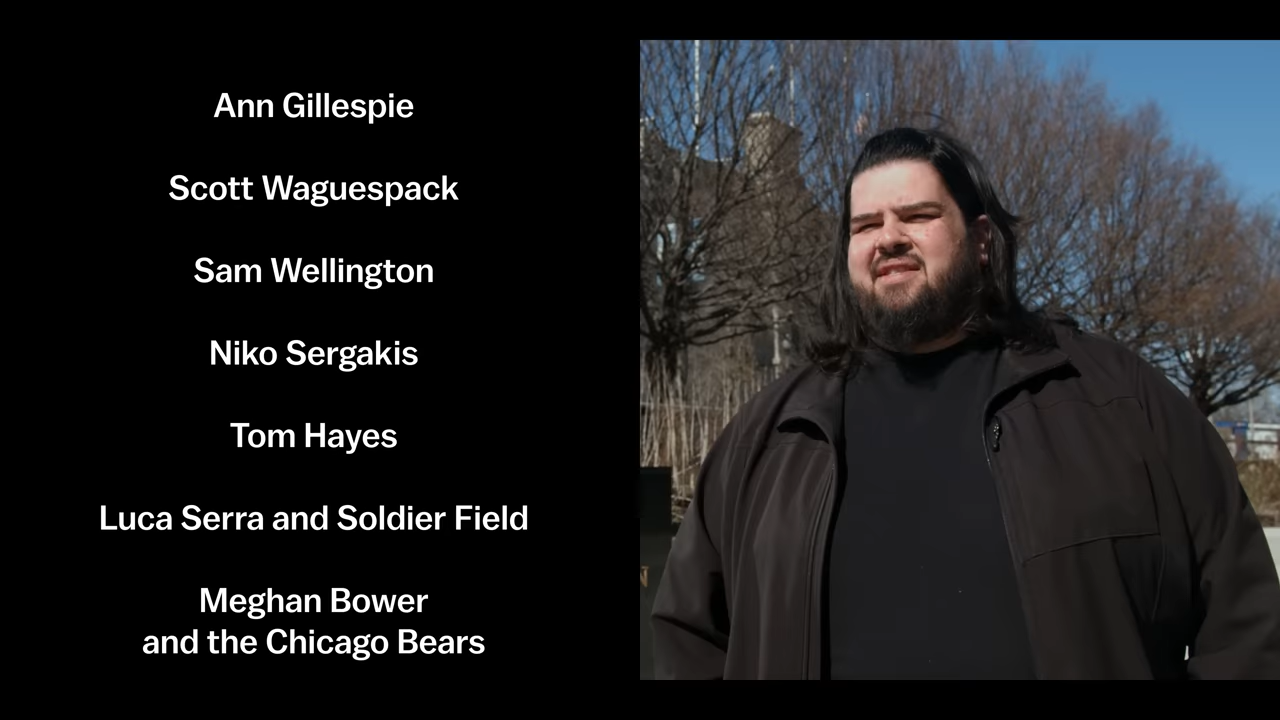 Ann Gillespie
Scott Waguespack
Sam Wellington
Niko Sergakis
Tom Hayes
Luca Serra and Soldier Field
Meghan Bower
and the Chicago Bears